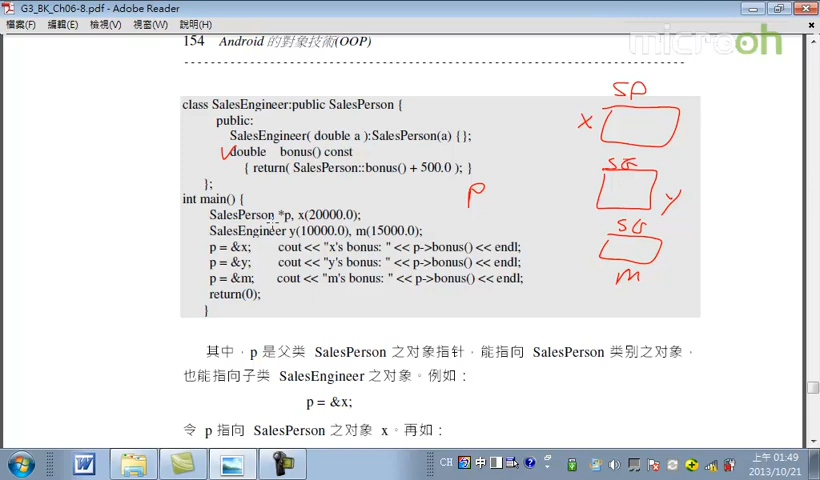 G3_BK_Ch06-8.pdf - Adobe Reader
檔案(F) 編輯(E) 檢視(V) 視窗(W) 說明(H)
154 Android 的對象技術(OOP)
microoh
class SalesEngineer:public SalesPerson {
public:
SalesEngineer( double a ):SalesPerson(a) {};
double bonus() const
{ return( SalesPerson::bonus() + 500.0 ); }
};
int main() {
SalesPerson *p, x(20000.0);
SalesEngineer y(10000.0), m(15000.0);
p = &x; cout << "x's bonus: " << p->bonus() << endl;
p = &y; cout << "y's bonus: " << p->bonus() << endl;
p = &m; cout << "m's bonus: " << p->bonus() << endl;
return(0);
}
SP
X
SE
P
y
SE
m
其中，p 是父类 SalesPerson 之对象指针，能指向 SalesPerson 类别之对象，
也能指向子类 SalesEngineer 之对象。例如：
p = &x;
令 p 指向 SalesPerson 之对象 x。再如：
CH 中
上午 01:49
2013/10/21